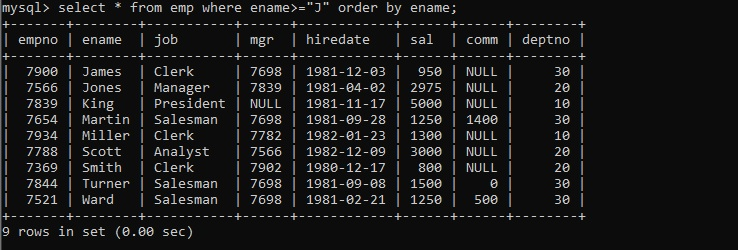 mysql> select * from emp where ename>="J" order by ename;
+-------+--------+-----------+------+------------+------+------+--------+
| empno | ename  | job       | mgr  | hiredate   | sal  | comm | deptno |
+-------+--------+-----------+------+------------+------+------+--------+
|  7900 | James  | Clerk     | 7698 | 1981-12-03 |  950 | NULL |     30 |
|  7566 | Jones  | Manager   | 7839 | 1981-04-02 | 2975 | NULL |     20 |
|  7839 | King   | President | NULL | 1981-11-17 | 5000 | NULL |     10 |
|  7654 | Martin | Salesman  | 7698 | 1981-09-28 | 1250 | 1400 |     30 |
|  7934 | Miller | Clerk     | 7782 | 1982-01-23 | 1300 | NULL |     10 |
|  7788 | Scott  | Analyst   | 7566 | 1982-12-09 | 3000 | NULL |     20 |
|  7369 | Smith  | Clerk     | 7902 | 1980-12-17 |  800 | NULL |     20 |
|  7844 | Turner | Salesman  | 7698 | 1981-09-08 | 1500 |    0 |     30 |
|  7521 | Ward   | Salesman  | 7698 | 1981-02-21 | 1250 |  500 |     30 |
+-------+--------+-----------+------+------------+------+------+--------+
9 rows in set (0.00 sec)